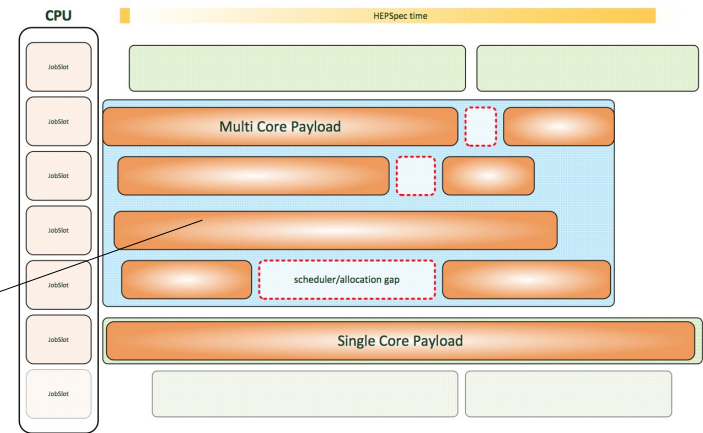 CPU
HEPSpec time
JobSlot
JobSlot
Multi Core Payload
JobSlot
JobSlot
JobSlot
scheduler/allocation gap
JobSlot
Single Core Payload
JobSlot